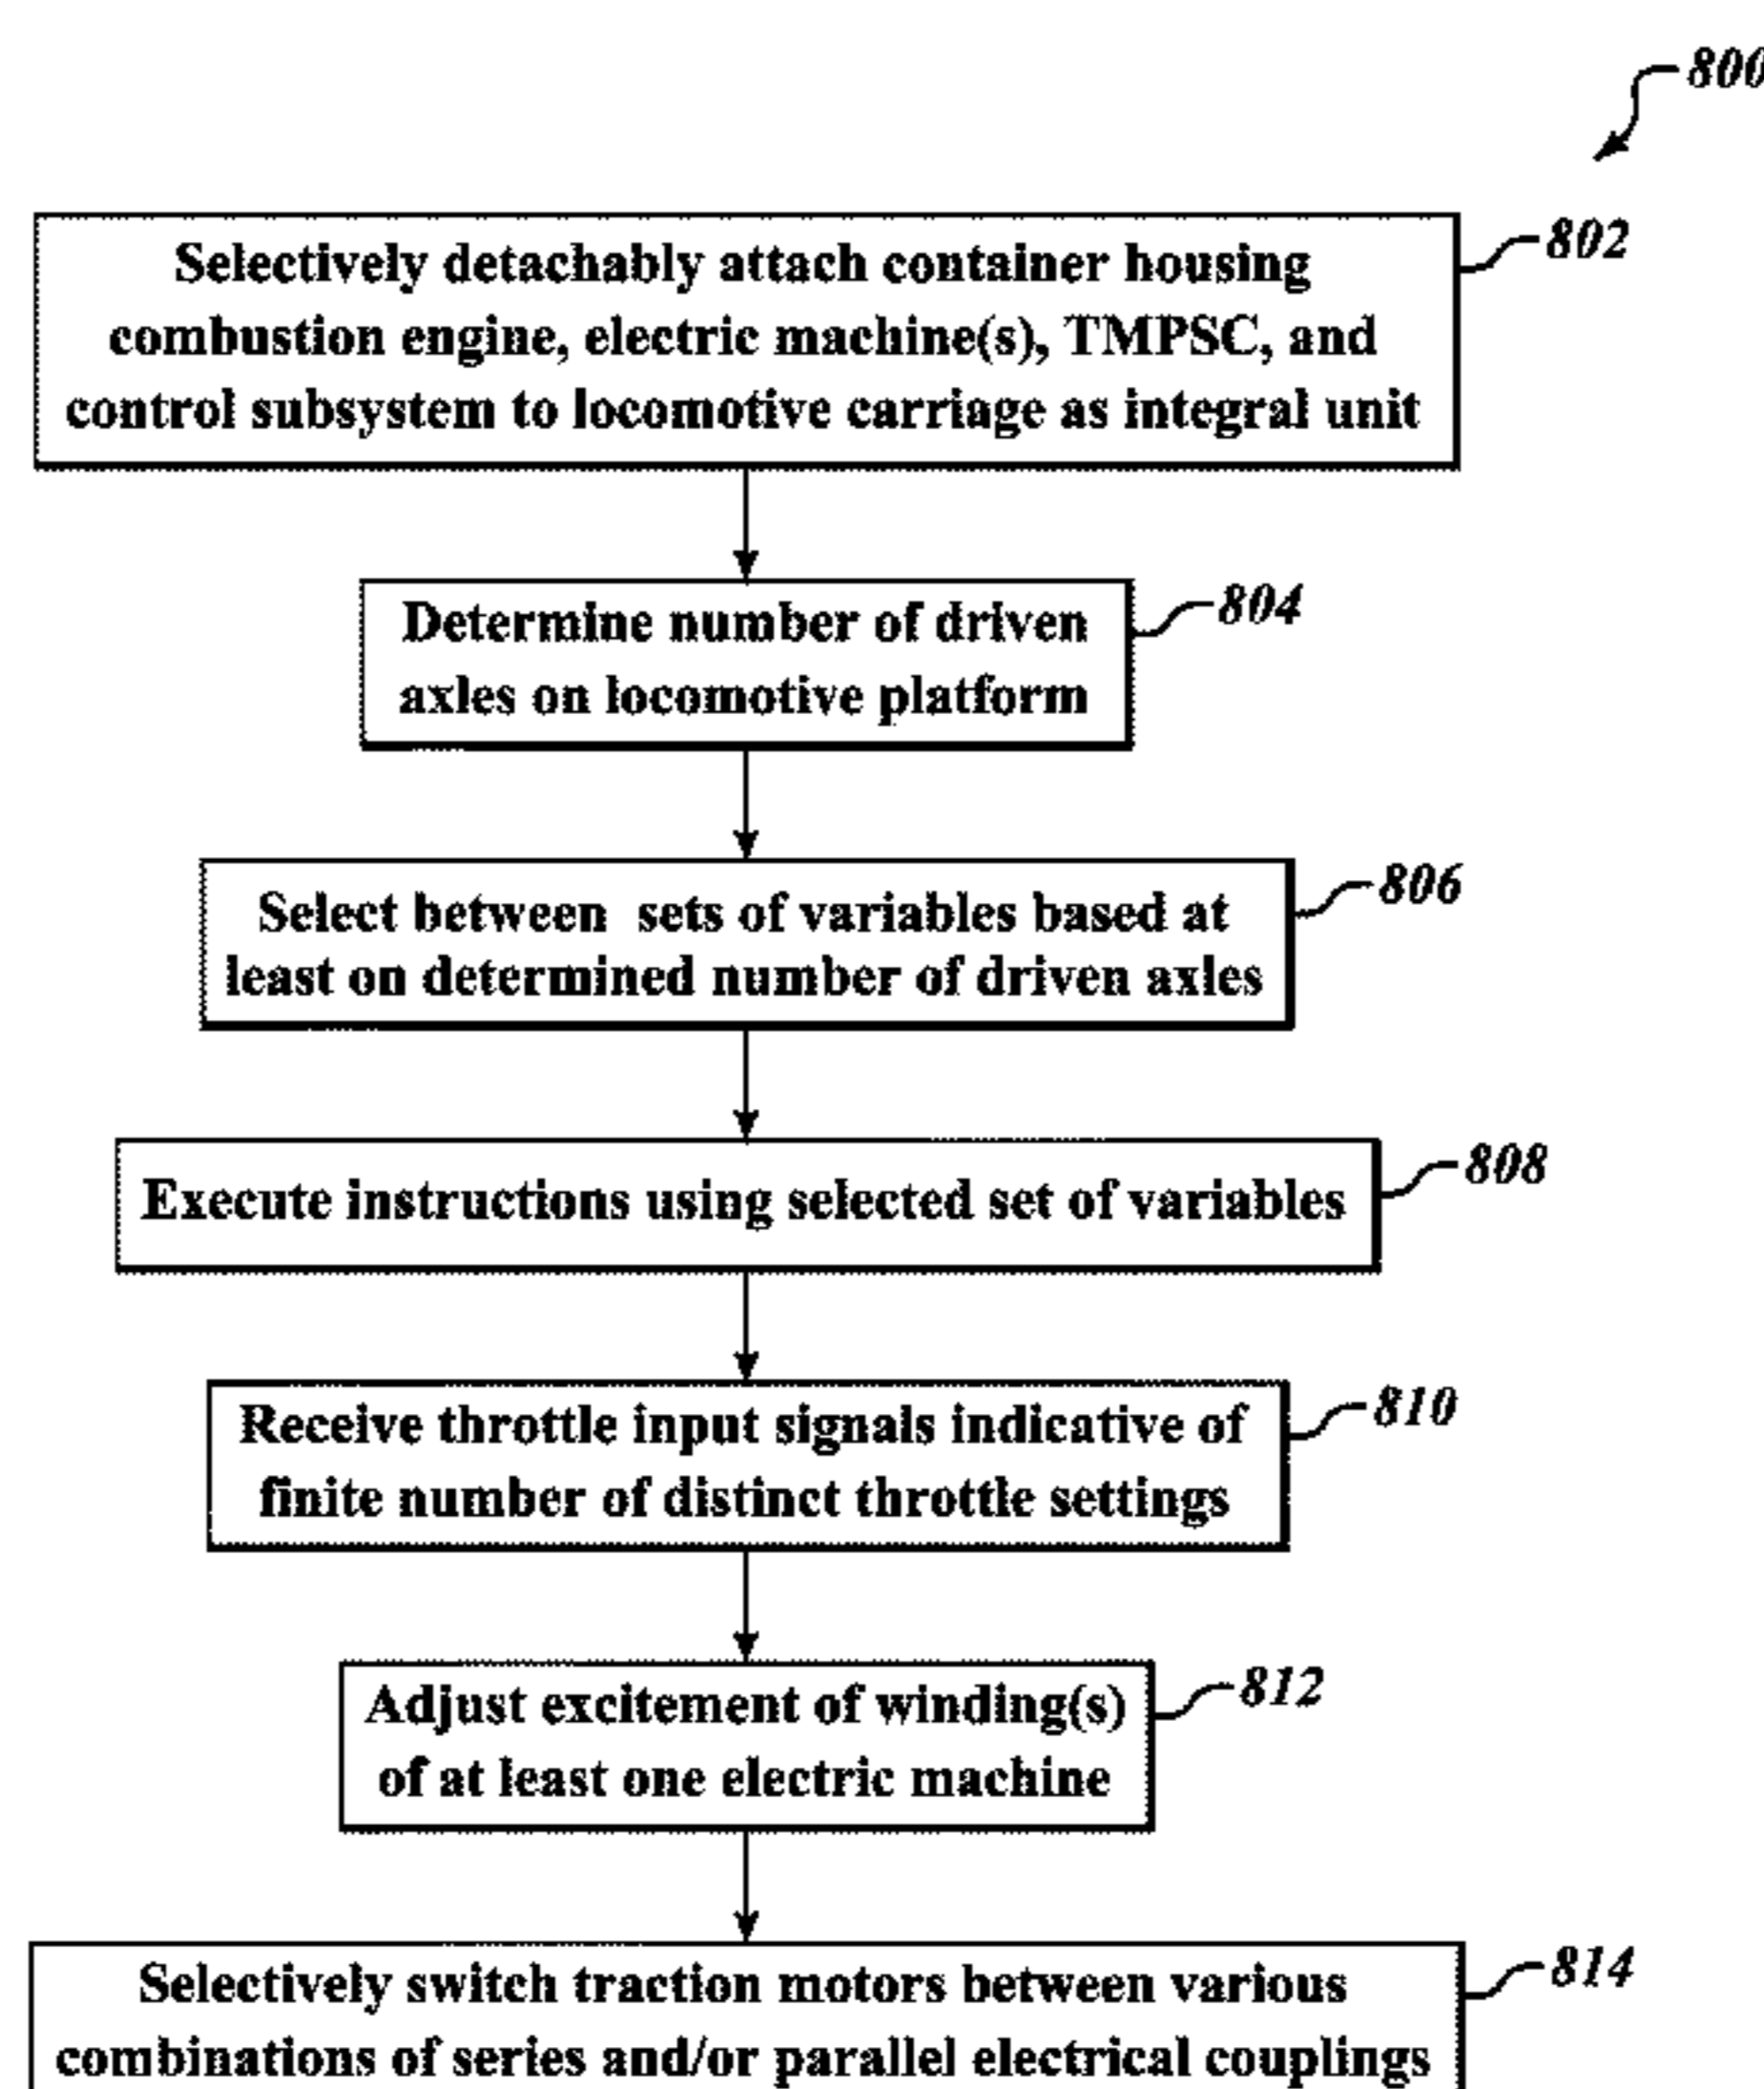 800
Selectively detachably attach container housing
combustion engine, electric machine(s), TMPSC, and
control subsystem to locomotive carriage as integral unit
802
Determine number of driven
axles on locomotive platform
804
Select between sets of variables based at
least on determined number of driven axles
806
Execute instructions using selected set of variables
808
Receive throttle input signals indicative of
finite number of distinct throttle settings
810
Adjust excitement of winding(s)
of at least one electric machine
812
Selectively switch traction motors between various
combinations of series and/or parallel electrical couplings
814